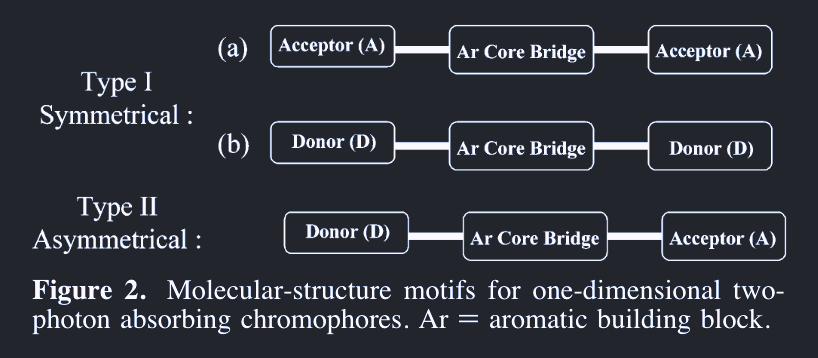 (a) Acceptor (A) Ar Core Bridge Acceptor (A)
Type I
Symmetrical :
(b) Donor (D) Ar Core Bridge Donor (D)
Type II
Asymmetrical : Donor (D) Ar Core Bridge Acceptor (A)
Figure 2. Molecular-structure motifs for one-dimensional two-
photon absorbing chromophores. Ar = aromatic building block.